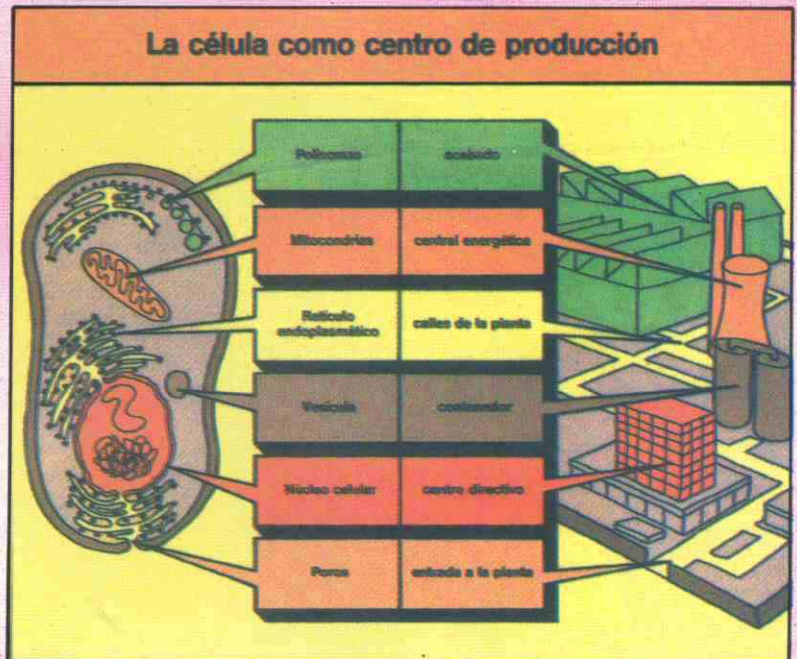 La célula como centro de producción
Polisomas
acabado
Mitocondrias
central energética
Retículo
endoplasmático
calles de la planta
Vesícula
contenedor
Núcleo celular
centro directivo
Poros
entrada a la planta